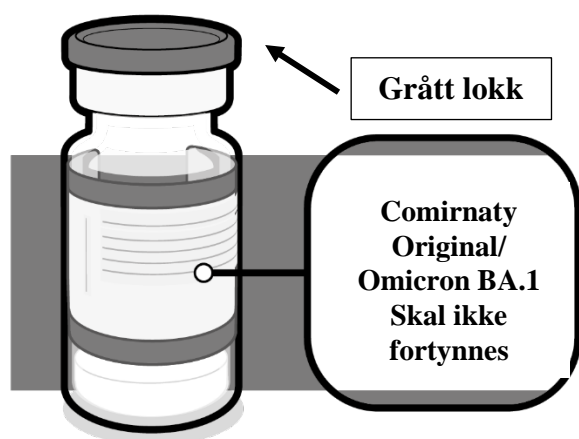 Grått lokk
Comirnaty
Original/
Omicron BA.1
Skal ikke
fortynnes